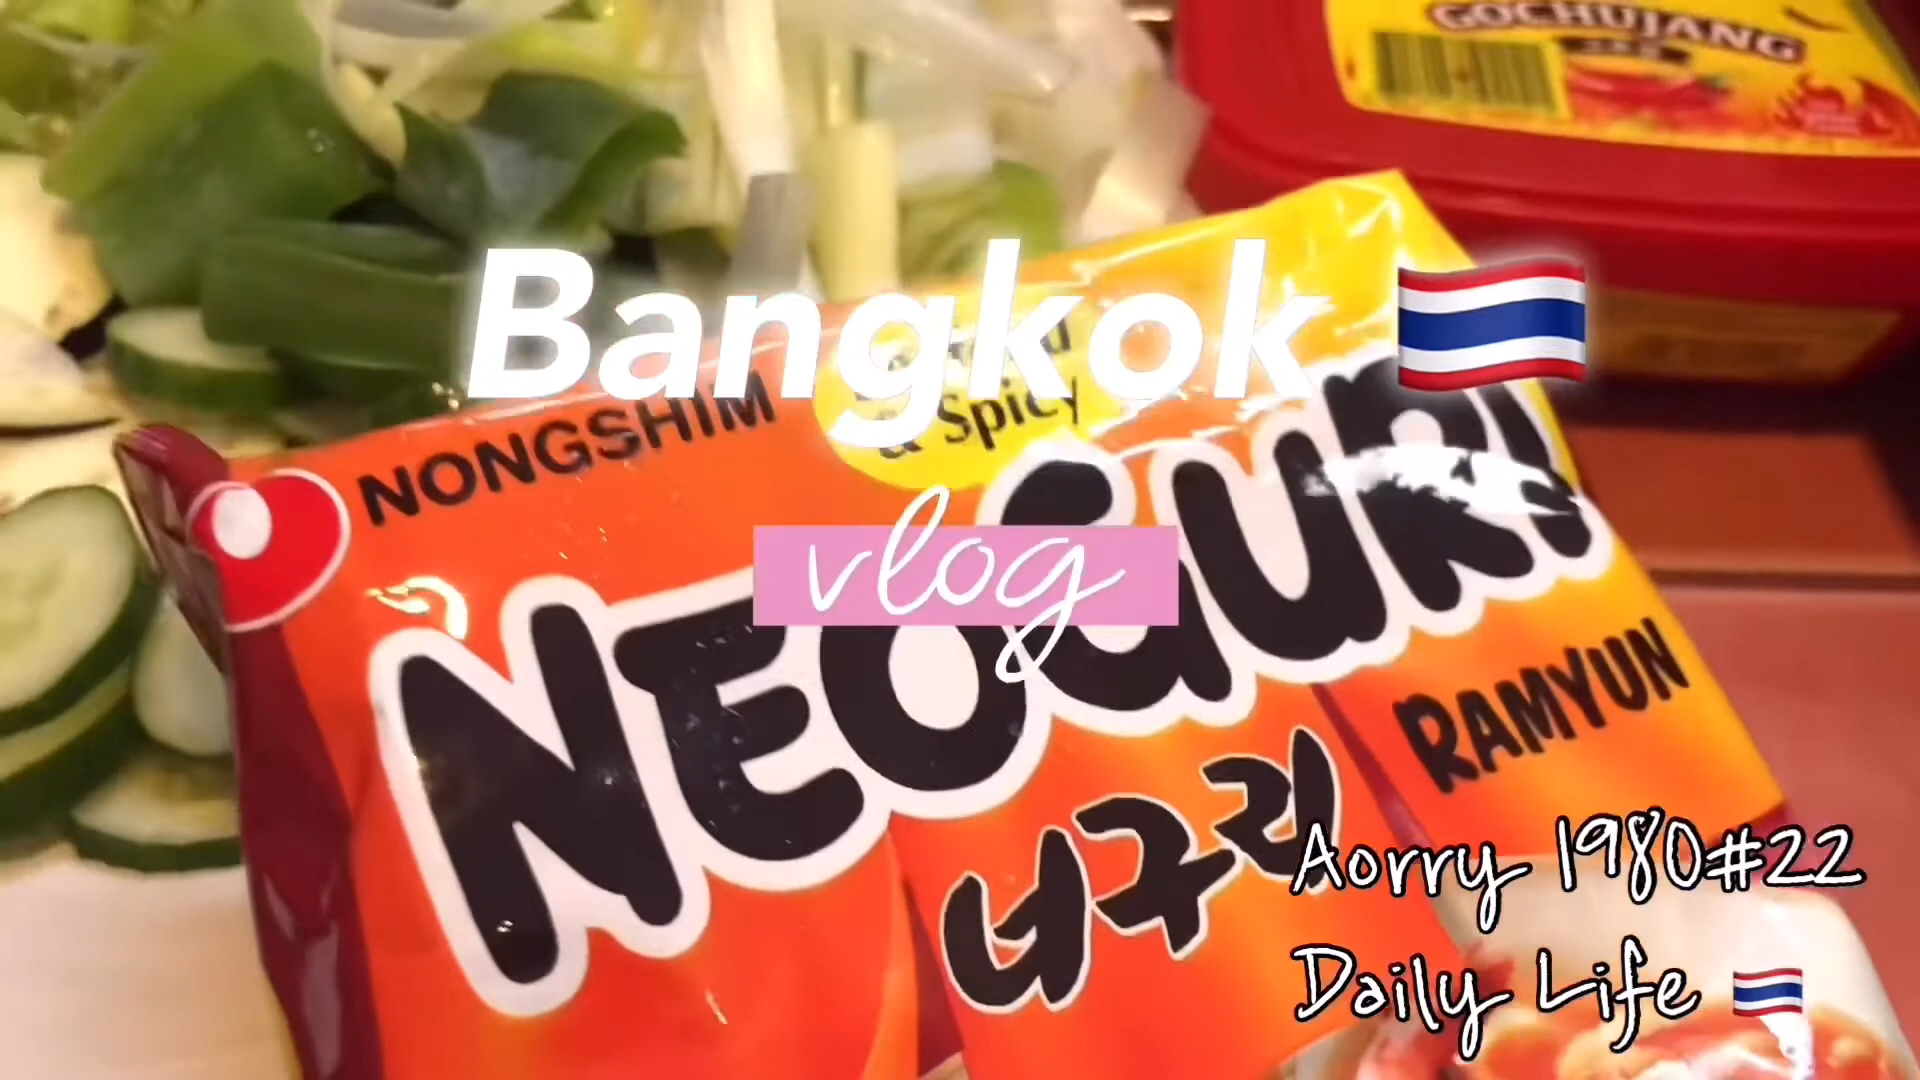 GOCHUJANG
Bangkok
NONGSHIM
& Spicy
NEOGURI
vlog
너구리
RAMYUN
Aorry 1980#22
Daily Life